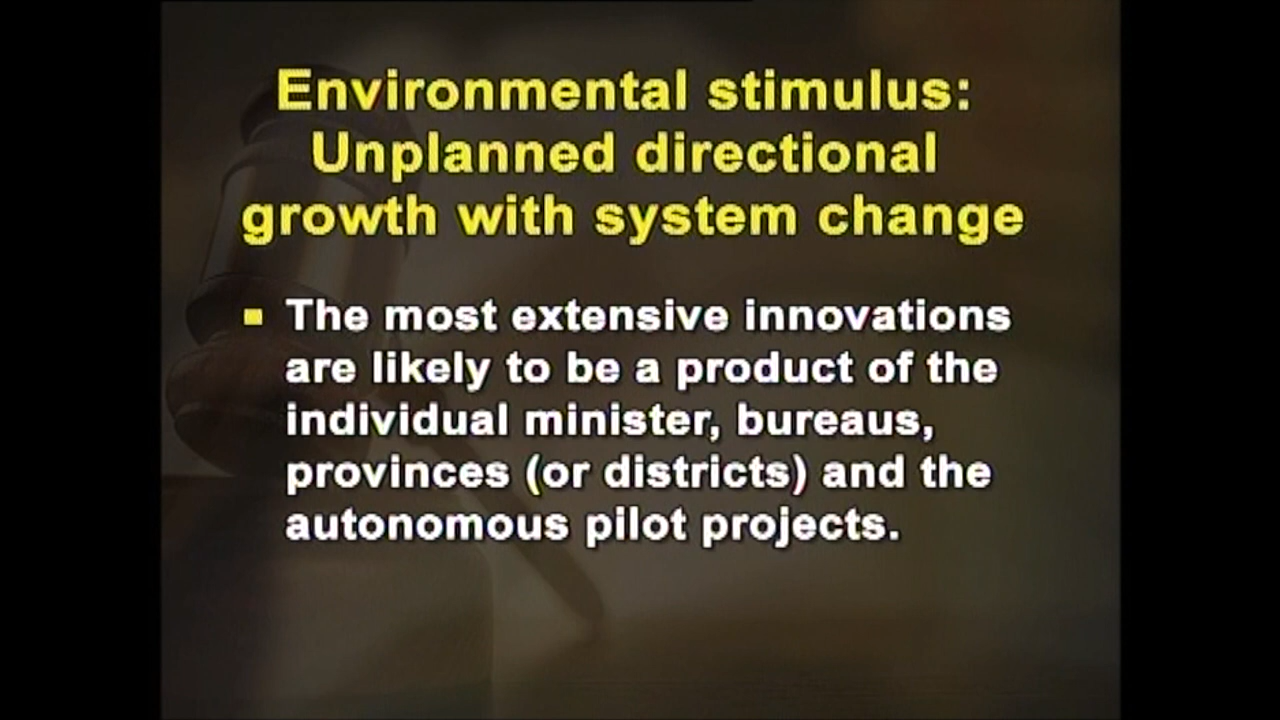 Environmental stimulus:
Unplanned directional
growth with system change
The most extensive innovations
are likely to be a product of the
individual minister, bureaus,
provinces (or districts) and the
autonomous pilot projects.